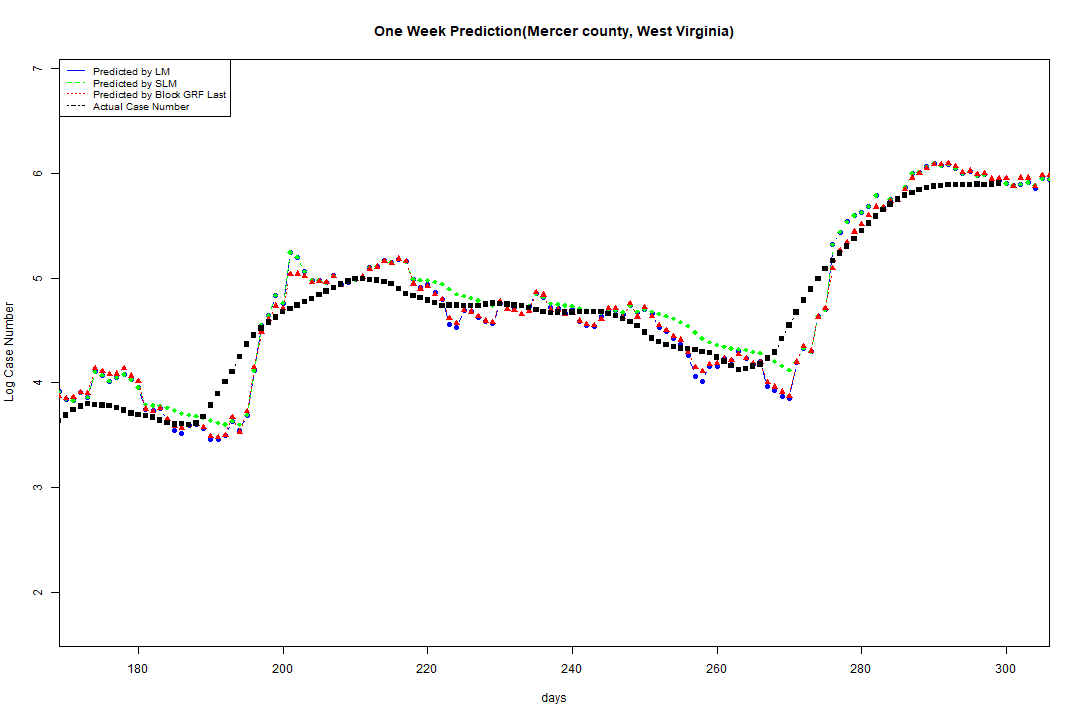 One Week Prediction(Mercer county, West Virginia)
Predicted by LM
Predicted by SLM
Predicted by Block GRF Last
Actual Case Number
Log Case Number
7
6
5
4
3
2
180 200 220 240 260 280 300
days